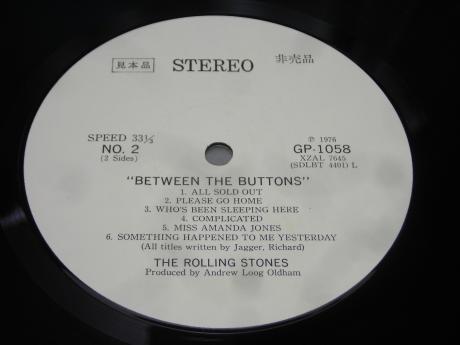 見本品 STEREO 非売品
SPEED 33⅓
NO. 2
(2 Sides)
Ⓟ 1976
GP-1058
XZAL 7645
(SDLBT 4401) L
"BETWEEN THE BUTTONS"
1. ALL SOLD OUT
2. PLEASE GO HOME
3. WHO'S BEEN SLEEPING HERE
4. COMPLICATED
5. MISS AMANDA JONES
6. SOMETHING HAPPENED TO ME YESTERDAY
(All titles written by Jagger, Richard)
THE ROLLING STONES
Produced by Andrew Loog Oldham